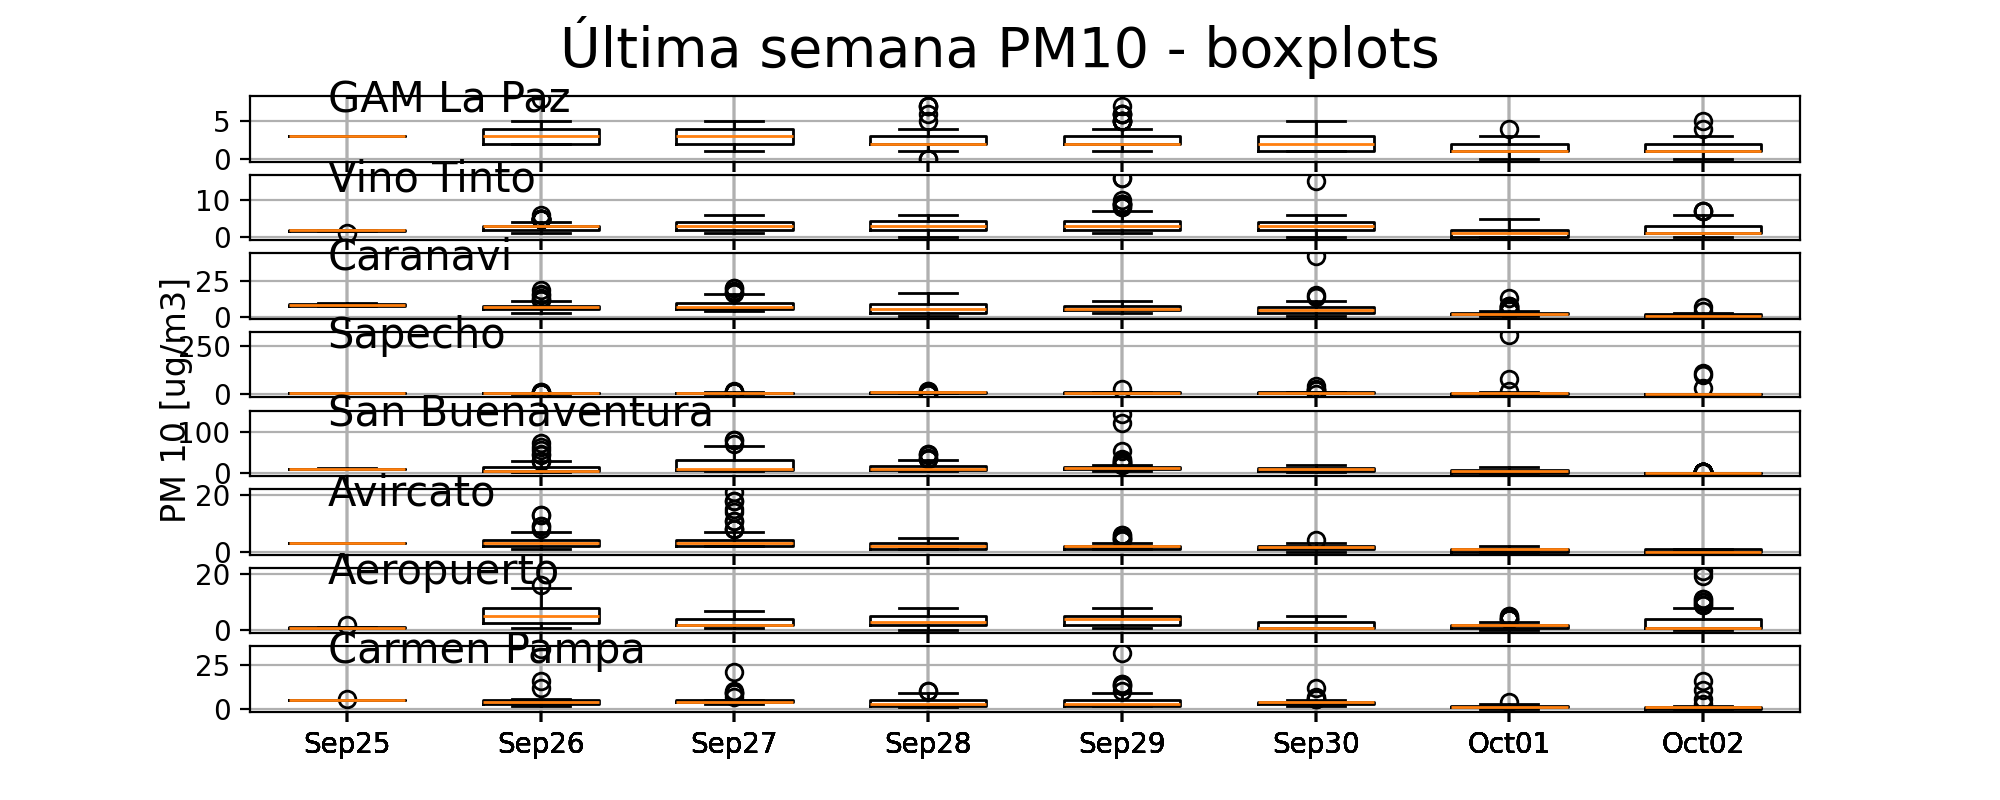 Última semana PM10 - boxplots
GAM La Paz
5
0
Vino Tinto
10
0
Caranavi
25
0
Sapecho
250
0
San Buenaventura
100
0
Avircato
20
0
Aeropuerto
20
0
Carmen Pampa
25
0
PM 10 [ug/m3]
Sep25 Sep26 Sep27 Sep28 Sep29 Sep30 Oct01 Oct02